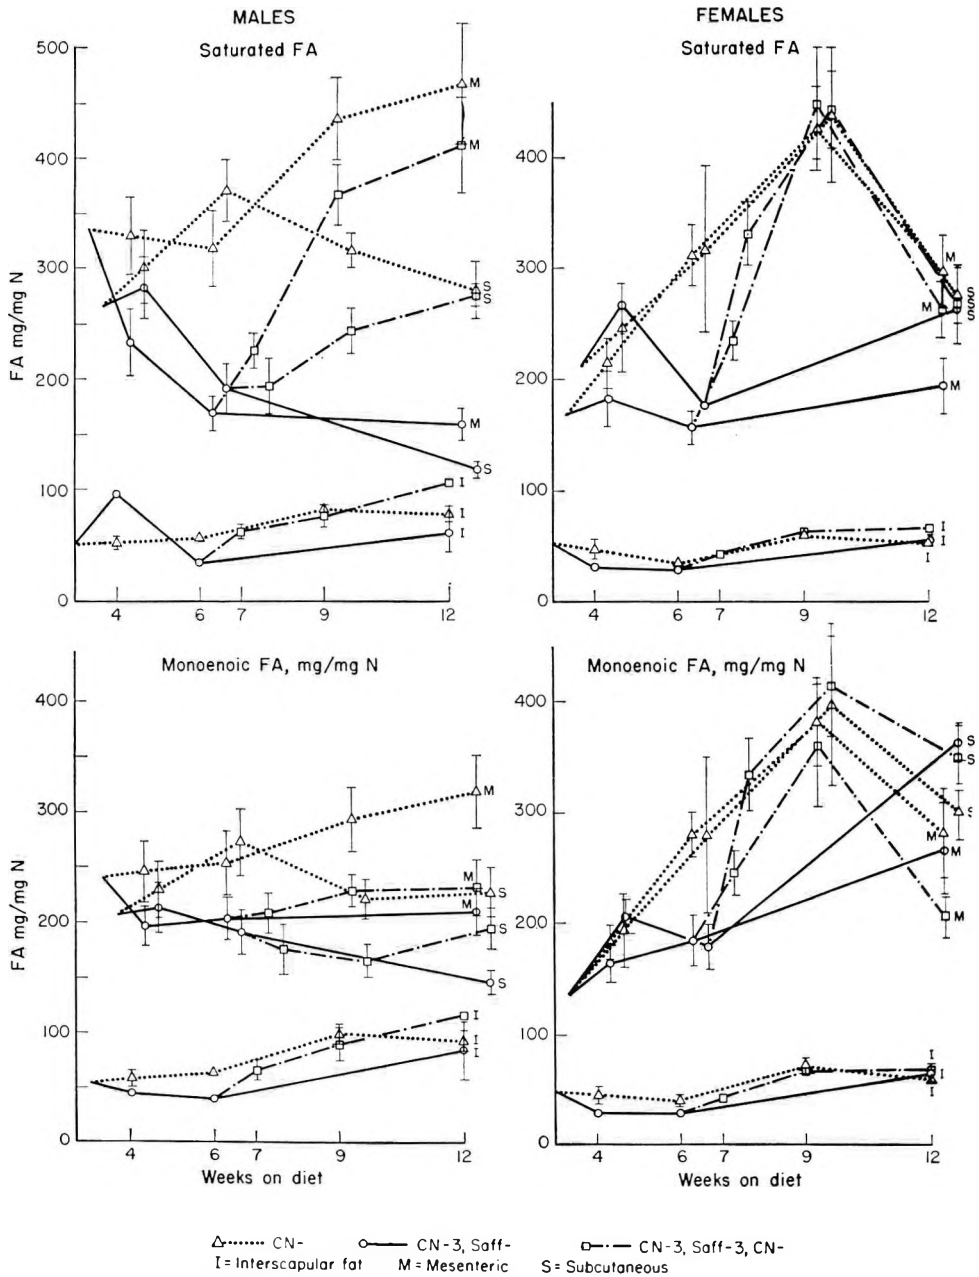 MALES
Saturated FA
FEMALES
Saturated FA
500
400
300
200
100
0
FA mg/mg N
M
M
S
S
M
S
I
I
I
4
6
7
9
12
400
300
200
100
0
M
S
M
S
S
M
I
I
I
4
6
7
9
12
Monoenoic FA, mg/mg N
400
300
200
100
0
FA mg/mg N
M
M
S
M
S
S
I
I
I
4
6
7
9
12
Weeks on diet
Monoenoic FA, mg/mg N
400
300
200
100
0
S
S
S
M
M
M
I
I
I
4
6
7
9
12
Weeks on diet
CN-
CN-3, Saff-
CN-3, Saff-3, CN-
I = Interscapular fat
M = Mesenteric
S = Subcutaneous